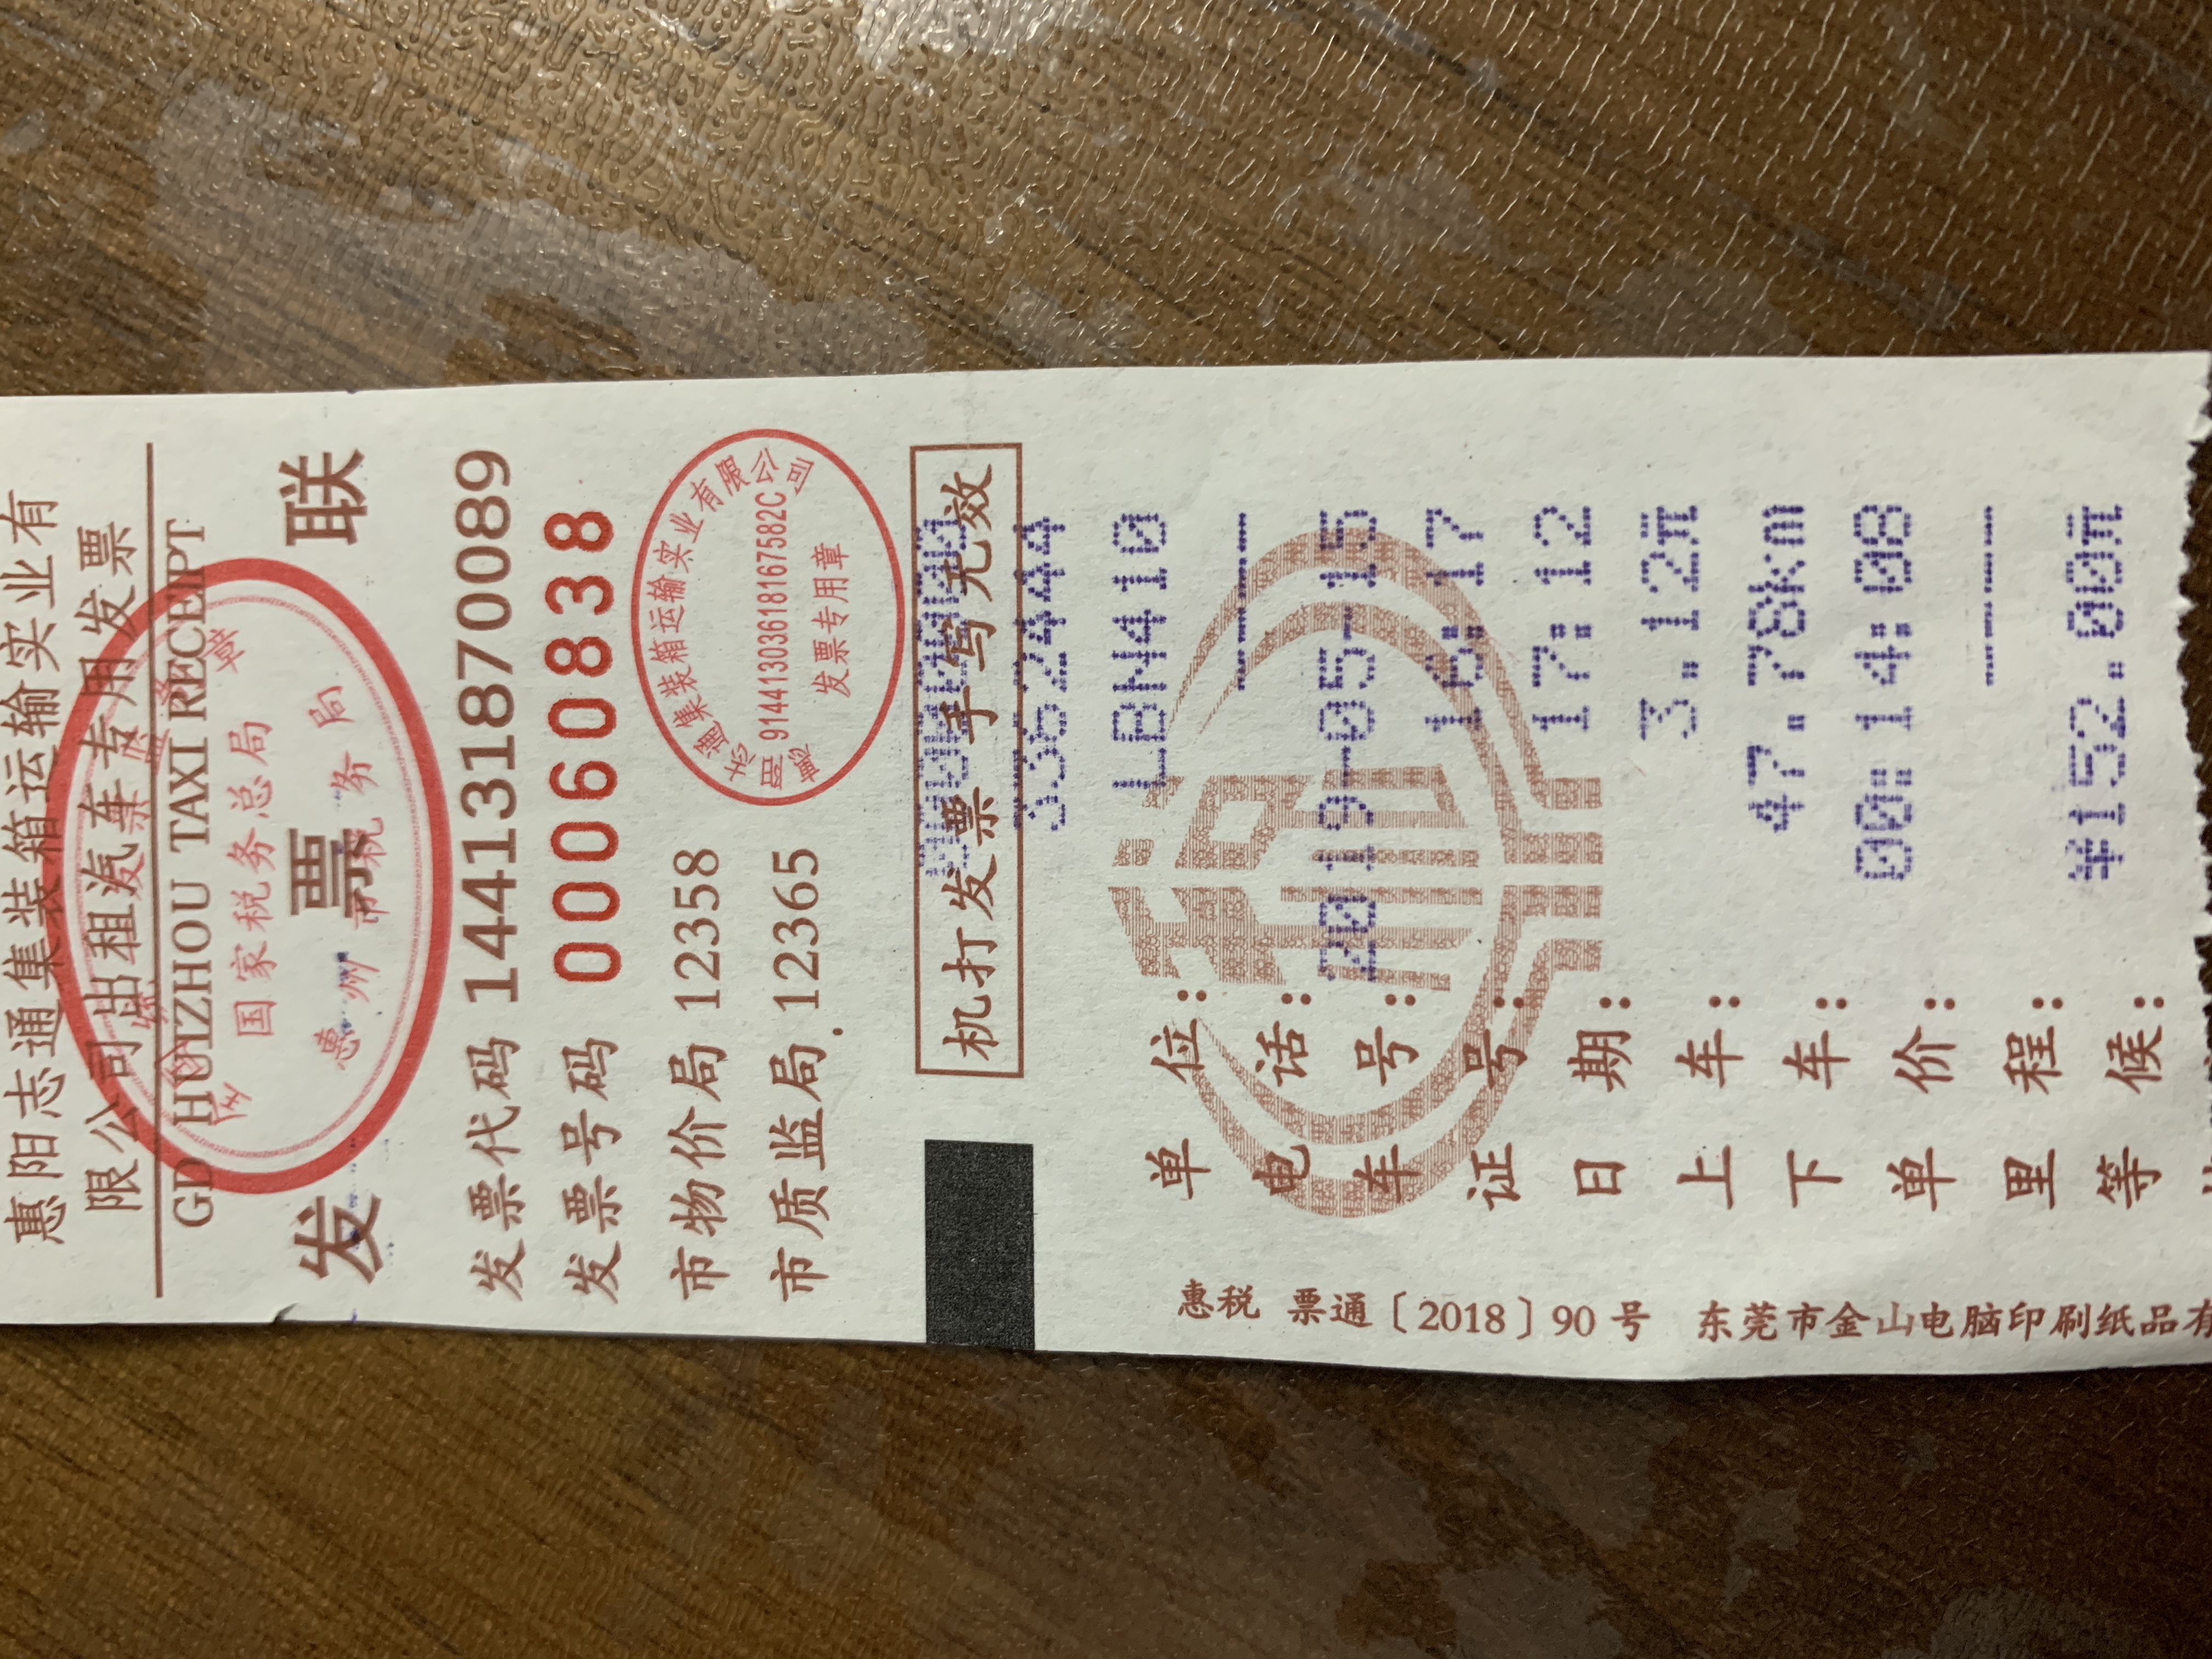 惠阳志通集装箱运输实业有
限公司出租汽车专用发票
GD HUIZHOU TAXI RECEIPT
国家税务总局
惠州市税务局
发票联
发票代码 144131870089
发票号码 00060838
市物价局 12358
市质监局 12365
阳志通集装箱运输实业有限公司
91441303618167582C
发票专用章
机打发票 手写无效
335244
单位:
LBN410
电话:
-----
车号:
2019-05-15
证号:
16:17
日期:
17:12
上车:
3.12元
下车:
47.78km
单价:
00:14:08
里程:
-----
等候:
¥152.00元
惠税 票通〔2018〕90 号 东莞市金山电脑印刷纸品有